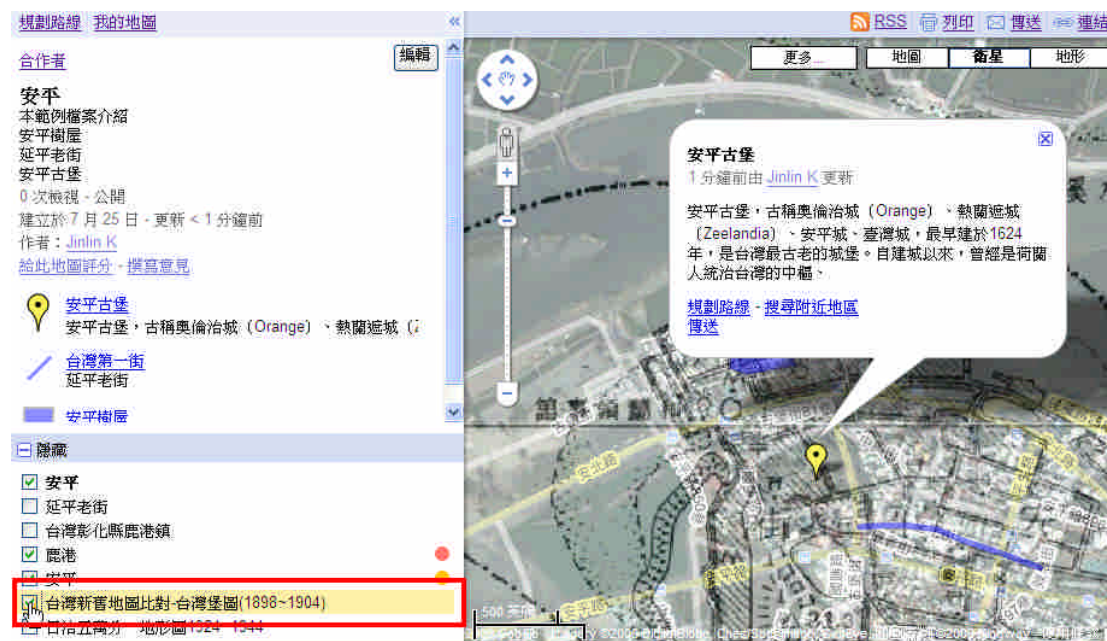 規劃路線 我的地圖 «
RSS 列印 傳送 連結
合作者 編輯
安平
本範例檔案介紹
安平樹屋
延平老街
安平古堡
0 次檢視 - 公開
建立於 7 月 25 日 - 更新 < 1 分鐘前
作者：Jinlin K
給此地圖評分 - 撰寫意見
安平古堡
安平古堡，古稱奧倫治城（Orange）、熱蘭遮城（
台灣第一街
延平老街
安平樹屋
隱藏
安平
延平老街
台灣彰化縣鹿港鎮
鹿港
安平
台灣新舊地圖比對-台灣堡圖(1898~1904)
更多... 地圖 衛星 地形
安平古堡
1 分鐘前由 Jinlin K 更新
安平古堡，古稱奧倫治城（Orange）、熱蘭遮城
（Zeelandia）、安平城、臺灣城，最早建於1624
年，是台灣最古老的城堡。自建城以來，曾經是荷蘭
人統治台灣的中樞、
規劃路線 - 搜尋附近地區
傳送
安北路
安北路
安平路
500 英呎